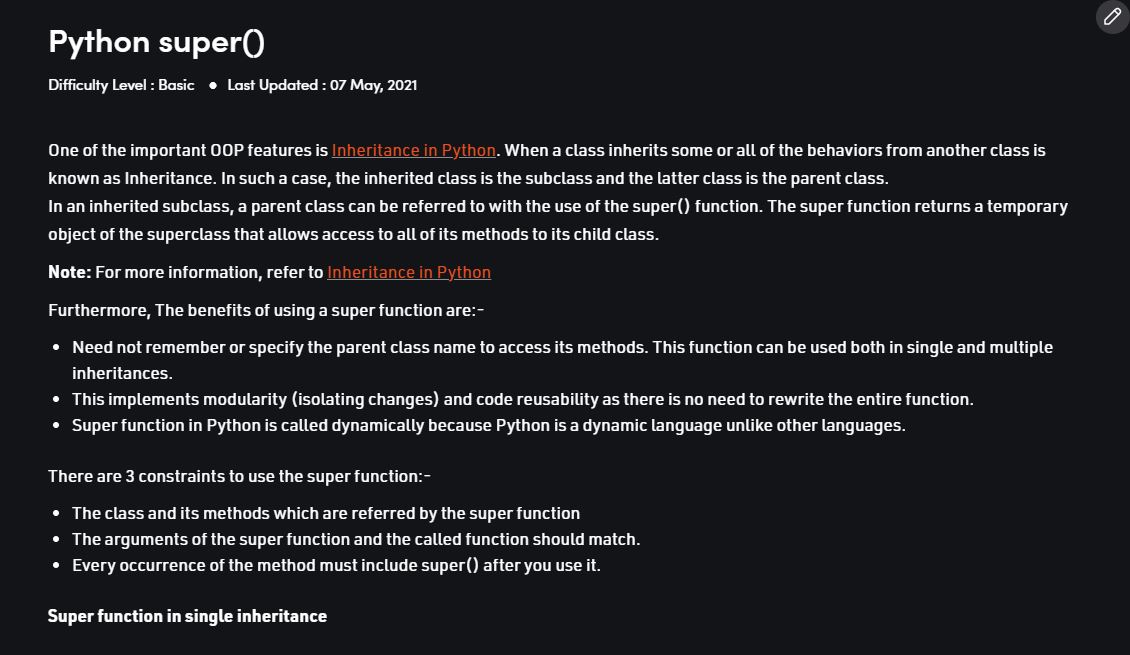 Python super()
Difficulty Level : Basic ● Last Updated : 07 May, 2021
One of the important OOP features is Inheritance in Python. When a class inherits some or all of the behaviors from another class is
known as Inheritance. In such a case, the inherited class is the subclass and the latter class is the parent class.
In an inherited subclass, a parent class can be referred to with the use of the super() function. The super function returns a temporary
object of the superclass that allows access to all of its methods to its child class.
Note: For more information, refer to Inheritance in Python
Furthermore, The benefits of using a super function are:-
• Need not remember or specify the parent class name to access its methods. This function can be used both in single and multiple
inheritances.
• This implements modularity (isolating changes) and code reusability as there is no need to rewrite the entire function.
• Super function in Python is called dynamically because Python is a dynamic language unlike other languages.
There are 3 constraints to use the super function:-
• The class and its methods which are referred by the super function
• The arguments of the super function and the called function should match.
• Every occurrence of the method must include super() after you use it.
Super function in single inheritance